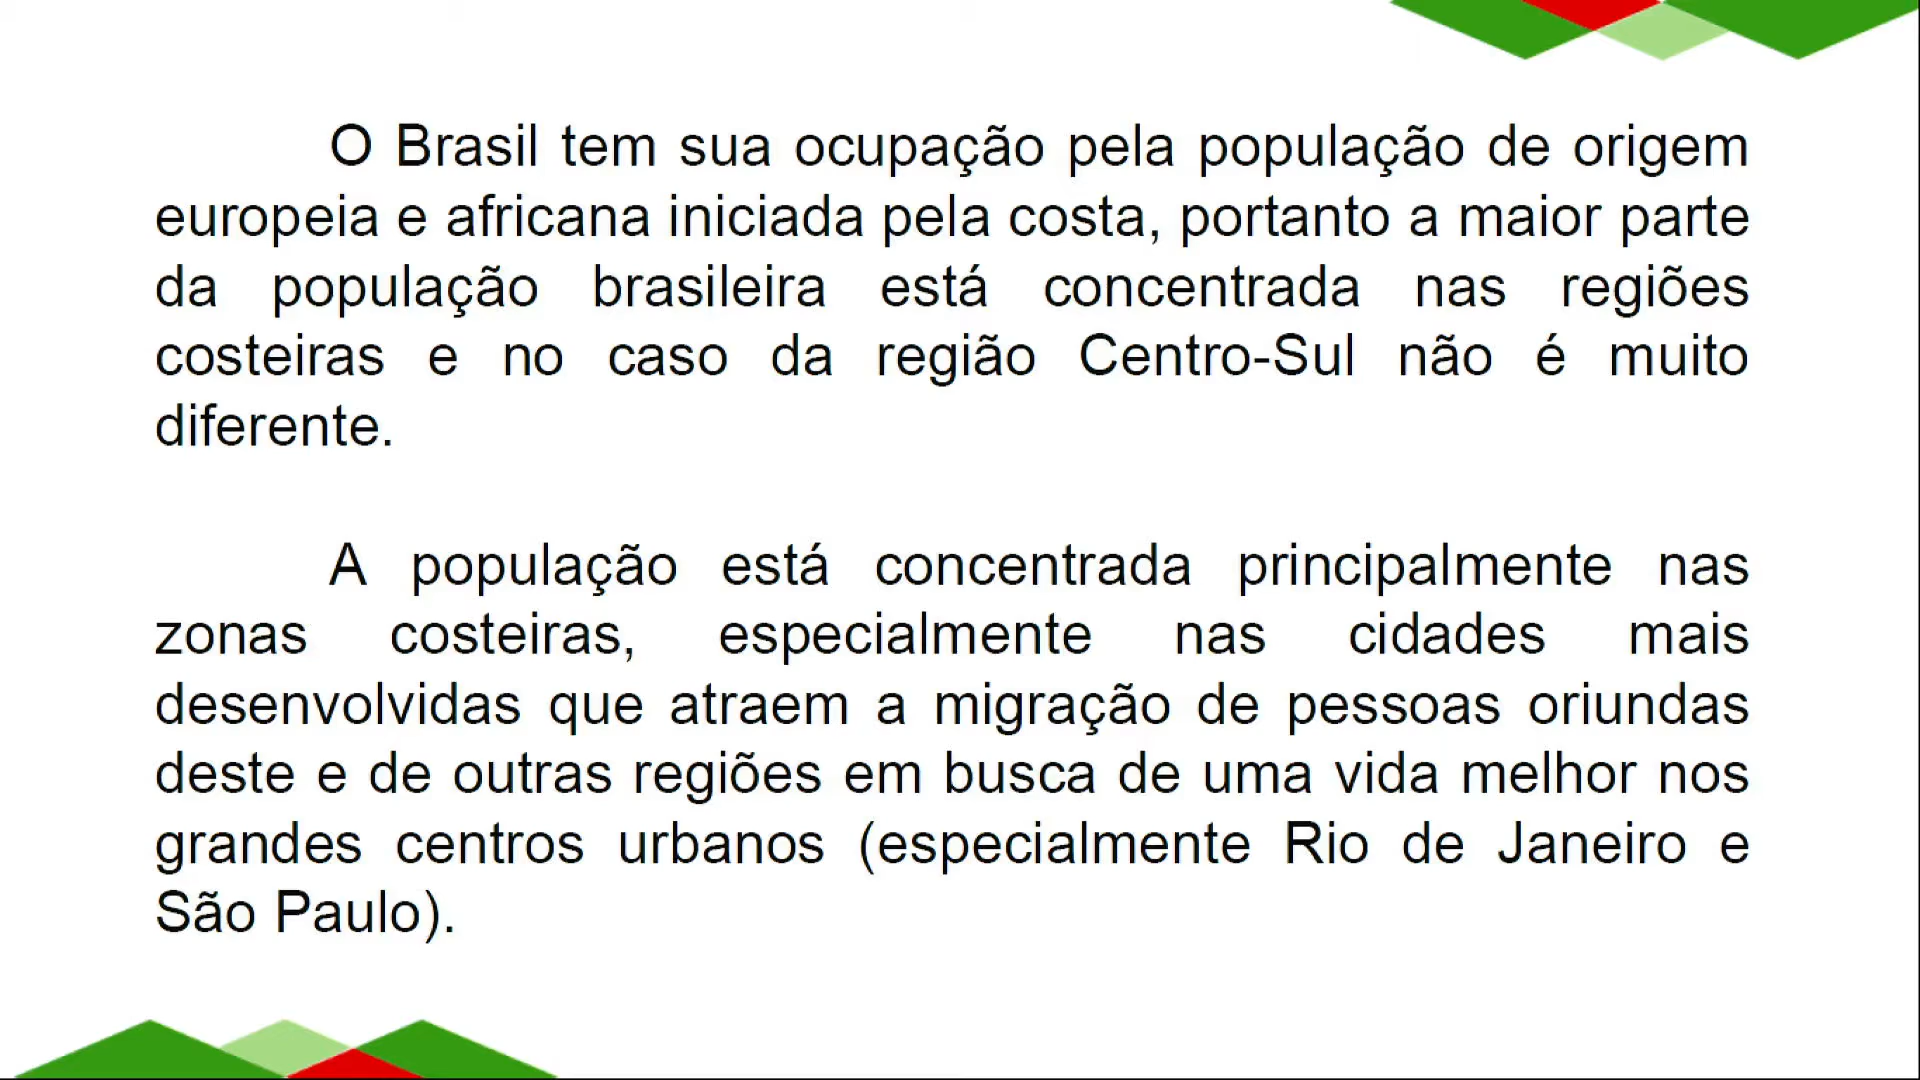 O Brasil tem sua ocupação pela população de origem
europeia e africana iniciada pela costa, portanto a maior parte
da população brasileira está concentrada nas regiões
costeiras e no caso da região Centro-Sul não é muito
diferente.
A população está concentrada principalmente nas
zonas costeiras, especialmente nas cidades mais
desenvolvidas que atraem a migração de pessoas oriundas
deste e de outras regiões em busca de uma vida melhor nos
grandes centros urbanos (especialmente Rio de Janeiro e
São Paulo).